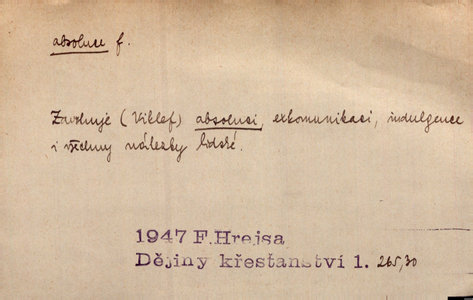 absoluce f.
Zavrhuje (Viklef) absoluci, exkomunikaci, indulgence
i všechny nálezky lidské.
1947 F.Hrejsa
Dějiny křesťanství 1. 265,30